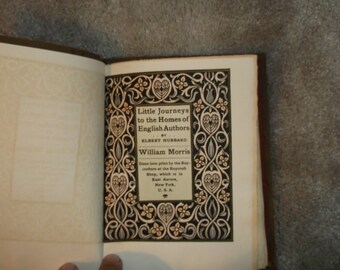 Little Journeys
to the Homes of
English Authors
BY
ELBERT HUBBARD
William Morris
Done into print by the Roy-
crofters at the Roycroft
Shop, which is in
East Aurora,
New York,
U. S. A.